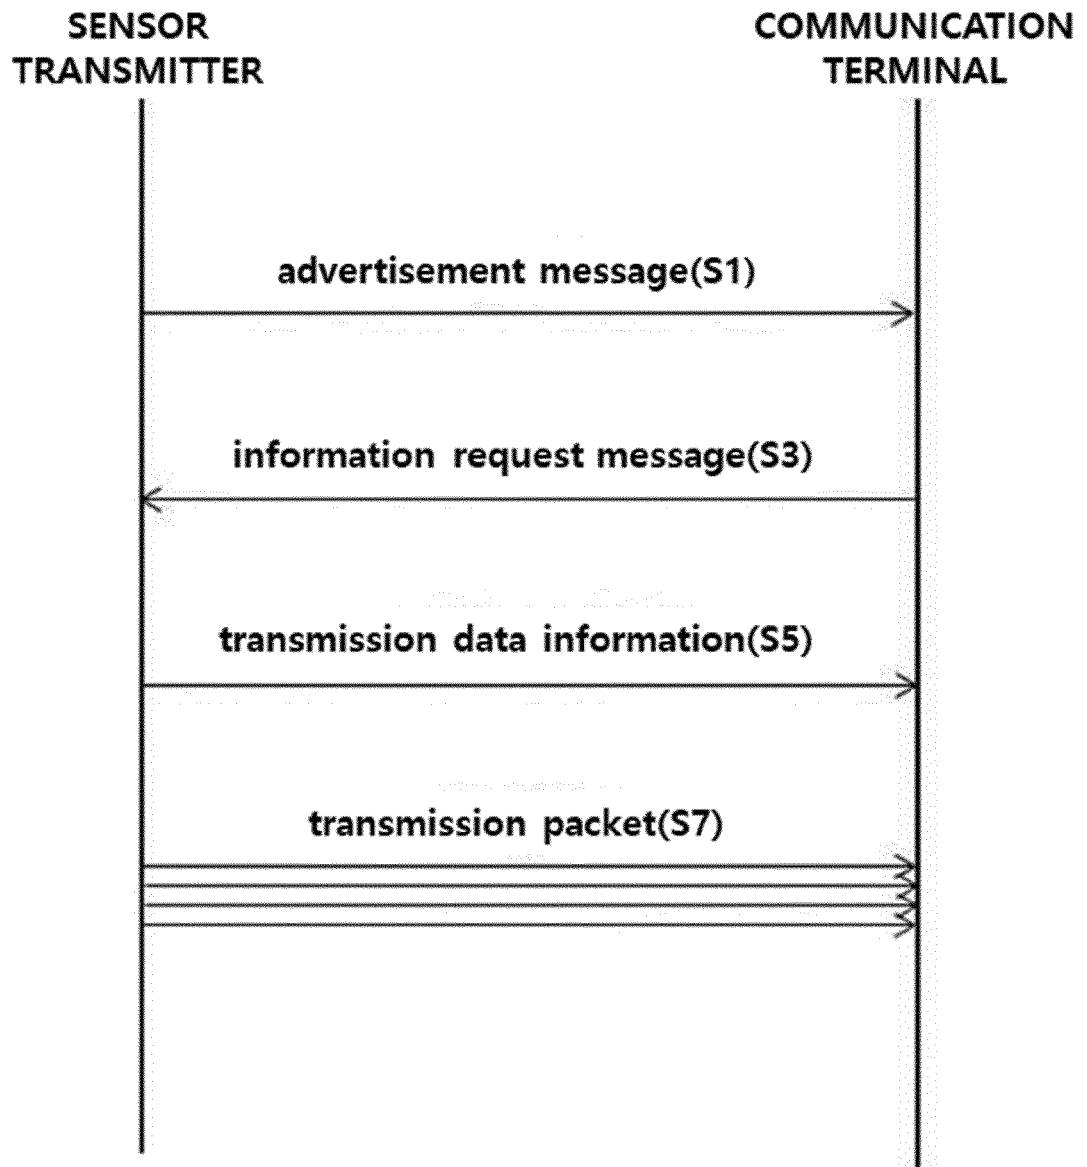 SENSOR
TRANSMITTER
COMMUNICATION
TERMINAL
advertisement message(S1)
information request message(S3)
transmission data information(S5)
transmission packet(S7)